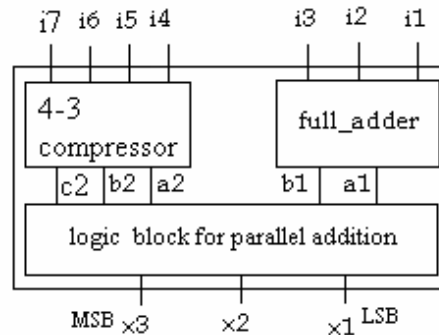 i7 i6 i5 i4 i3 i2 i1
4-3 compressor
full_adder
c2 b2 a2 b1 a1
logic block for parallel addition
MSB x3 x2 x1 LSB